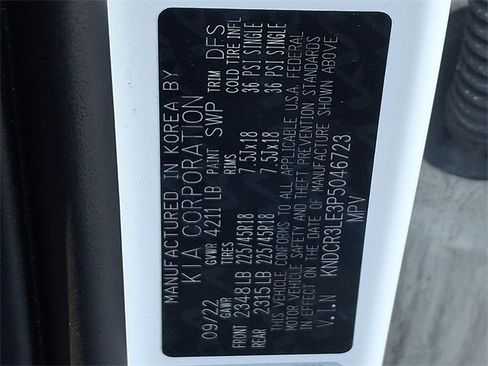 MANUFACTURED IN KOREA BY
KIA CORPORATION
09/22 GVWR 4211 LB PAINT SWP TRIM DFS
GAWR TIRES RIMS COLD TIRE INFL
FRONT 2348 LB 225/45R18 7.5JX18 36 PSI SINGLE
REAR 2315 LB 225/45R18 7.5JX18 36 PSI SINGLE
THIS VEHICLE CONFORMS TO ALL APPLICABLE U.S.A. FEDERAL
MOTOR VEHICLE SAFETY AND THEFT PREVENTION STANDARDS
IN EFFECT ON THE DATE OF MANUFACTURE SHOWN ABOVE.
V.I.N KNDCR3LE3P5046723
MPV